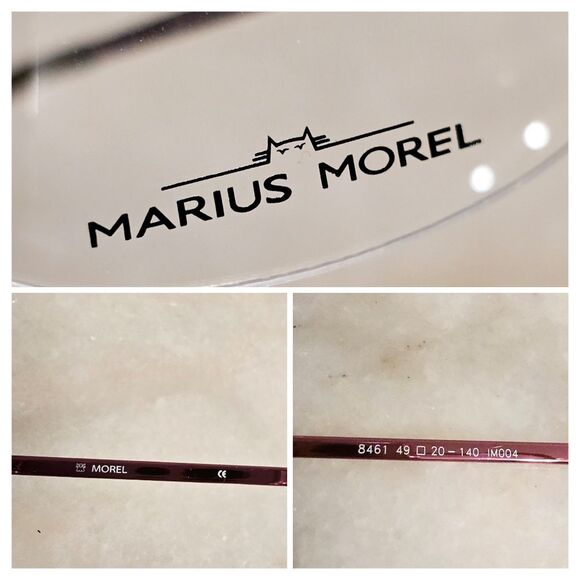 MARIUS MOREL
MOREL CE
8461 49 □ 20-140 IM004